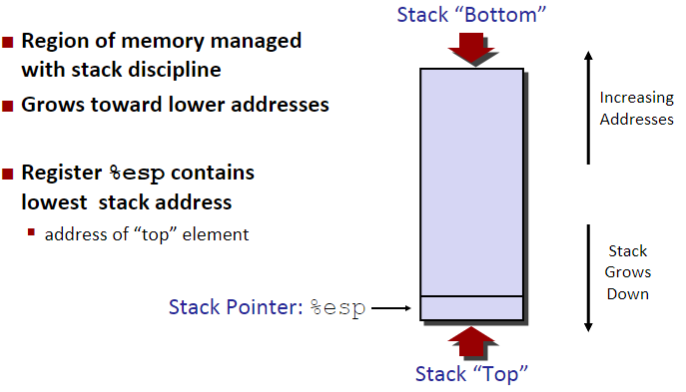 Stack “Bottom”
■ Region of memory managed
with stack discipline
■ Grows toward lower addresses
Increasing
Addresses
■ Register %esp contains
lowest stack address
▪ address of “top” element
Stack
Grows
Down
Stack Pointer: %esp
Stack “Top”